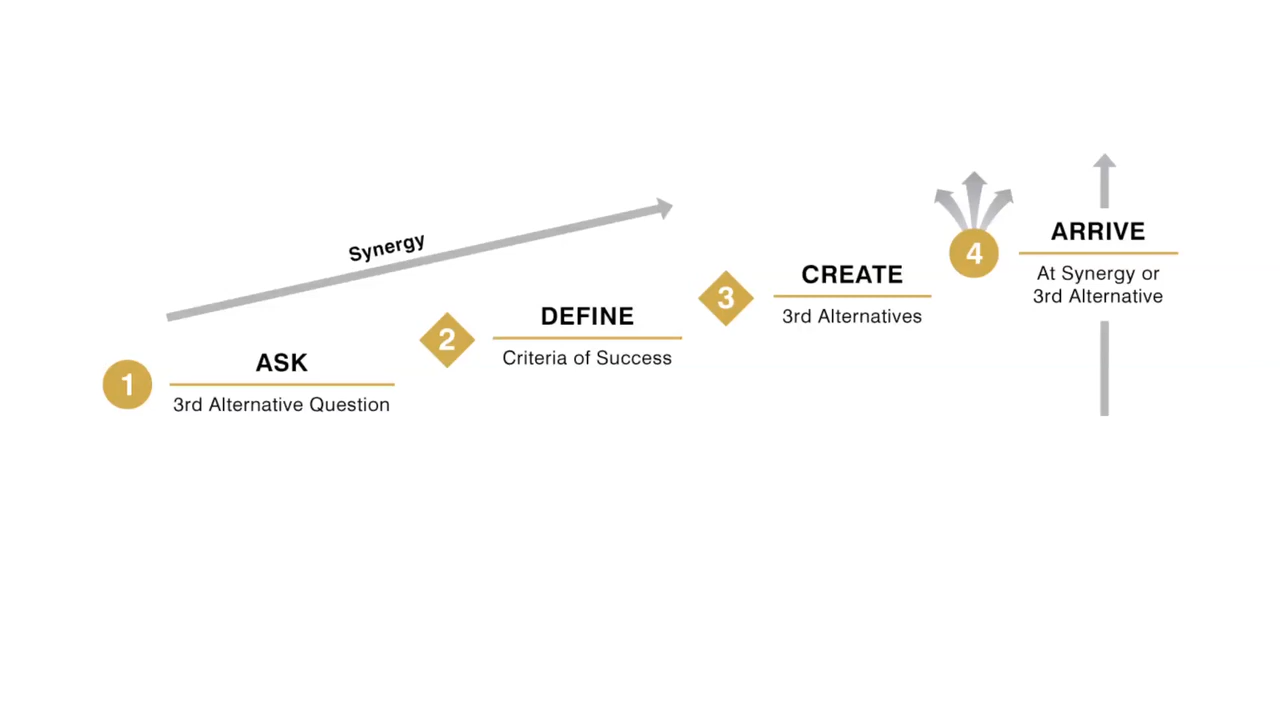 Synergy
1
ASK
3rd Alternative Question
2
DEFINE
Criteria of Success
3
CREATE
3rd Alternatives
4
ARRIVE
At Synergy or
3rd Alternative